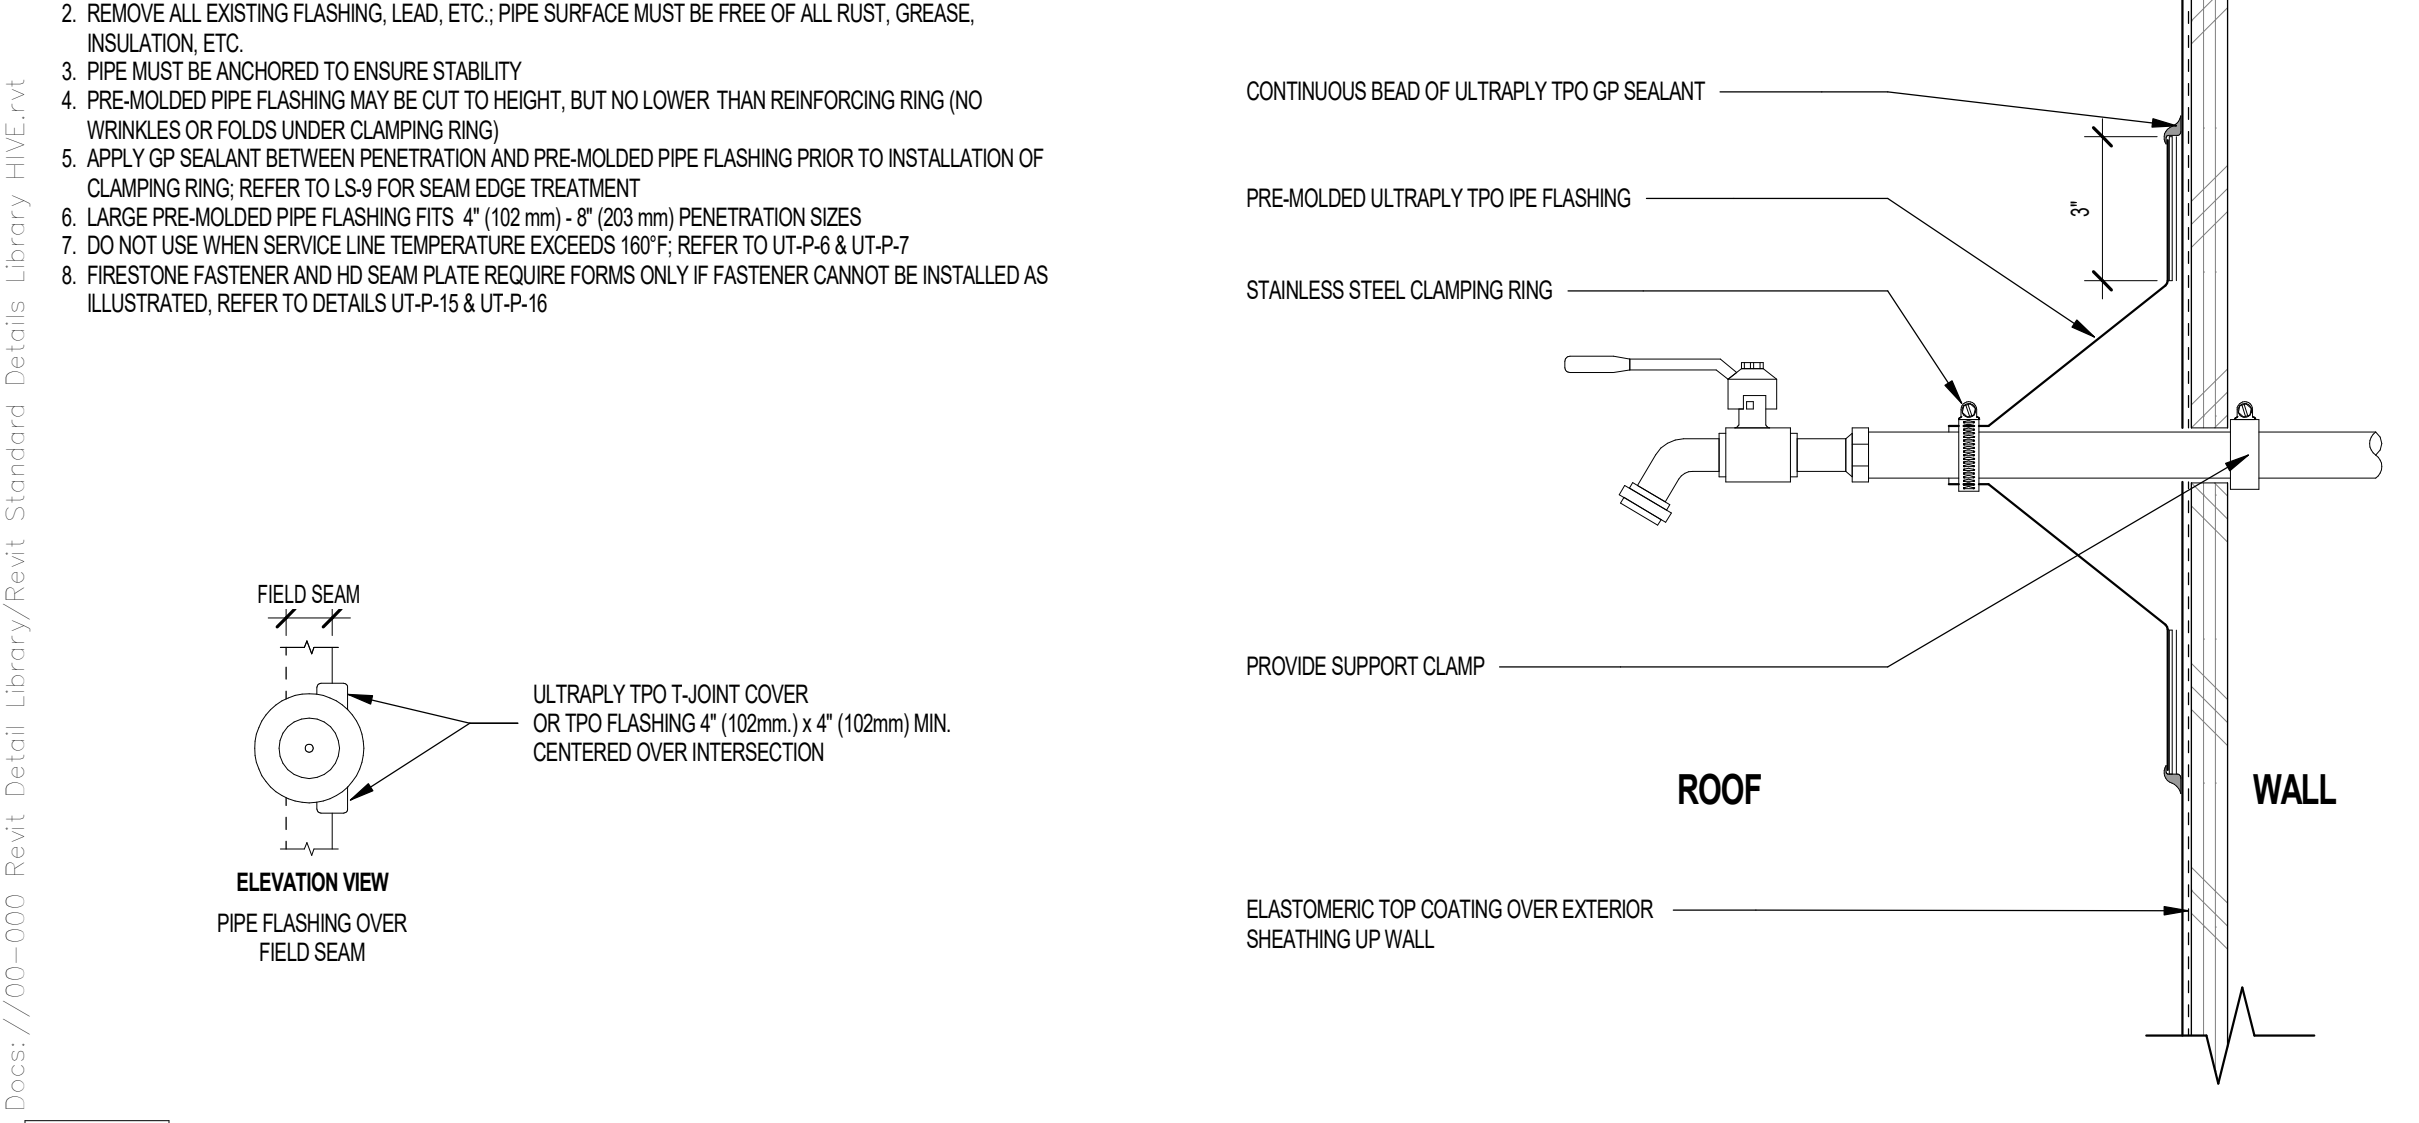 2. REMOVE ALL EXISTING FLASHING, LEAD, ETC.; PIPE SURFACE MUST BE FREE OF ALL RUST, GREASE,
INSULATION, ETC.
3. PIPE MUST BE ANCHORED TO ENSURE STABILITY
4. PRE-MOLDED PIPE FLASHING MAY BE CUT TO HEIGHT, BUT NO LOWER THAN REINFORCING RING (NO
WRINKLES OR FOLDS UNDER CLAMPING RING)
5. APPLY GP SEALANT BETWEEN PENETRATION AND PRE-MOLDED PIPE FLASHING PRIOR TO INSTALLATION OF
CLAMPING RING; REFER TO LS-9 FOR SEAM EDGE TREATMENT
6. LARGE PRE-MOLDED PIPE FLASHING FITS 4" (102 mm) - 8" (203 mm) PENETRATION SIZES
7. DO NOT USE WHEN SERVICE LINE TEMPERATURE EXCEEDS 160°F; REFER TO UT-P-6 & UT-P-7
8. FIRESTONE FASTENER AND HD SEAM PLATE REQUIRE FORMS ONLY IF FASTENER CANNOT BE INSTALLED AS
ILLUSTRATED, REFER TO DETAILS UT-P-15 & UT-P-16
Docs://00-000 Revit Detail Library/Revit Standard Details Library HIVE.rvt
FIELD SEAM
ULTRAPLY TPO T-JOINT COVER
OR TPO FLASHING 4" (102mm.) x 4" (102mm) MIN.
CENTERED OVER INTERSECTION
ELEVATION VIEW
PIPE FLASHING OVER
FIELD SEAM
CONTINUOUS BEAD OF ULTRAPLY TPO GP SEALANT
3"
PRE-MOLDED ULTRAPLY TPO IPE FLASHING
STAINLESS STEEL CLAMPING RING
PROVIDE SUPPORT CLAMP
ROOF
WALL
ELASTOMERIC TOP COATING OVER EXTERIOR
SHEATHING UP WALL